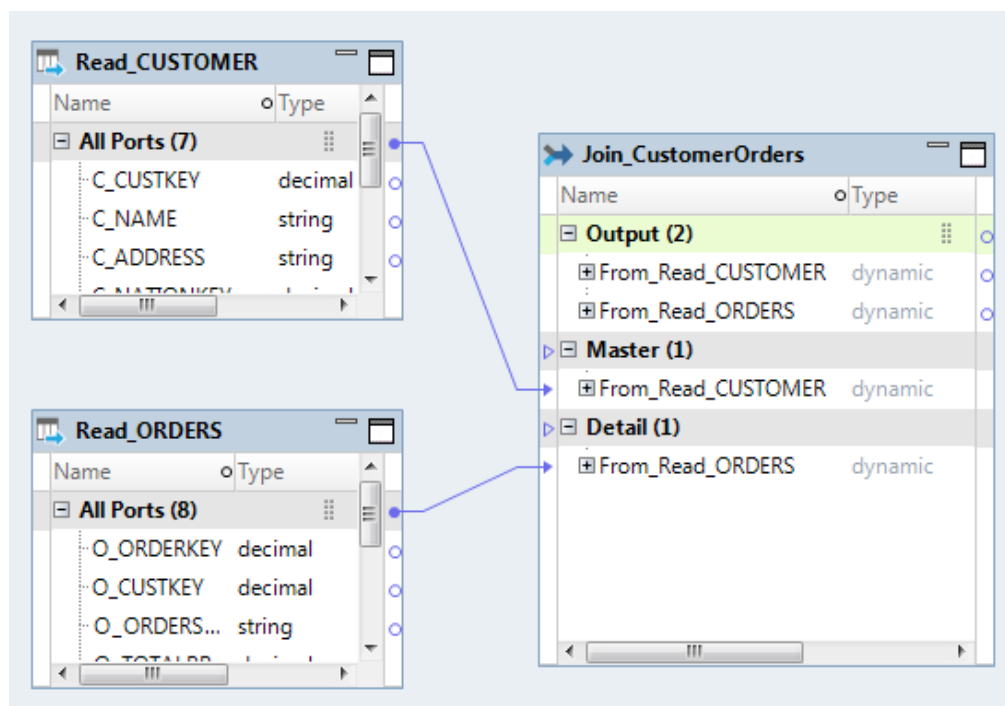 Read_CUSTOMER
Name Type
All Ports (7)
C_CUSTKEY decimal
C_NAME string
C_ADDRESS string
Join_CustomerOrders
Name Type
Output (2)
From_Read_CUSTOMER dynamic
From_Read_ORDERS dynamic
Master (1)
From_Read_CUSTOMER dynamic
Detail (1)
From_Read_ORDERS dynamic
Read_ORDERS
Name Type
All Ports (8)
O_ORDERKEY decimal
O_CUSTKEY decimal
O_ORDERS... string